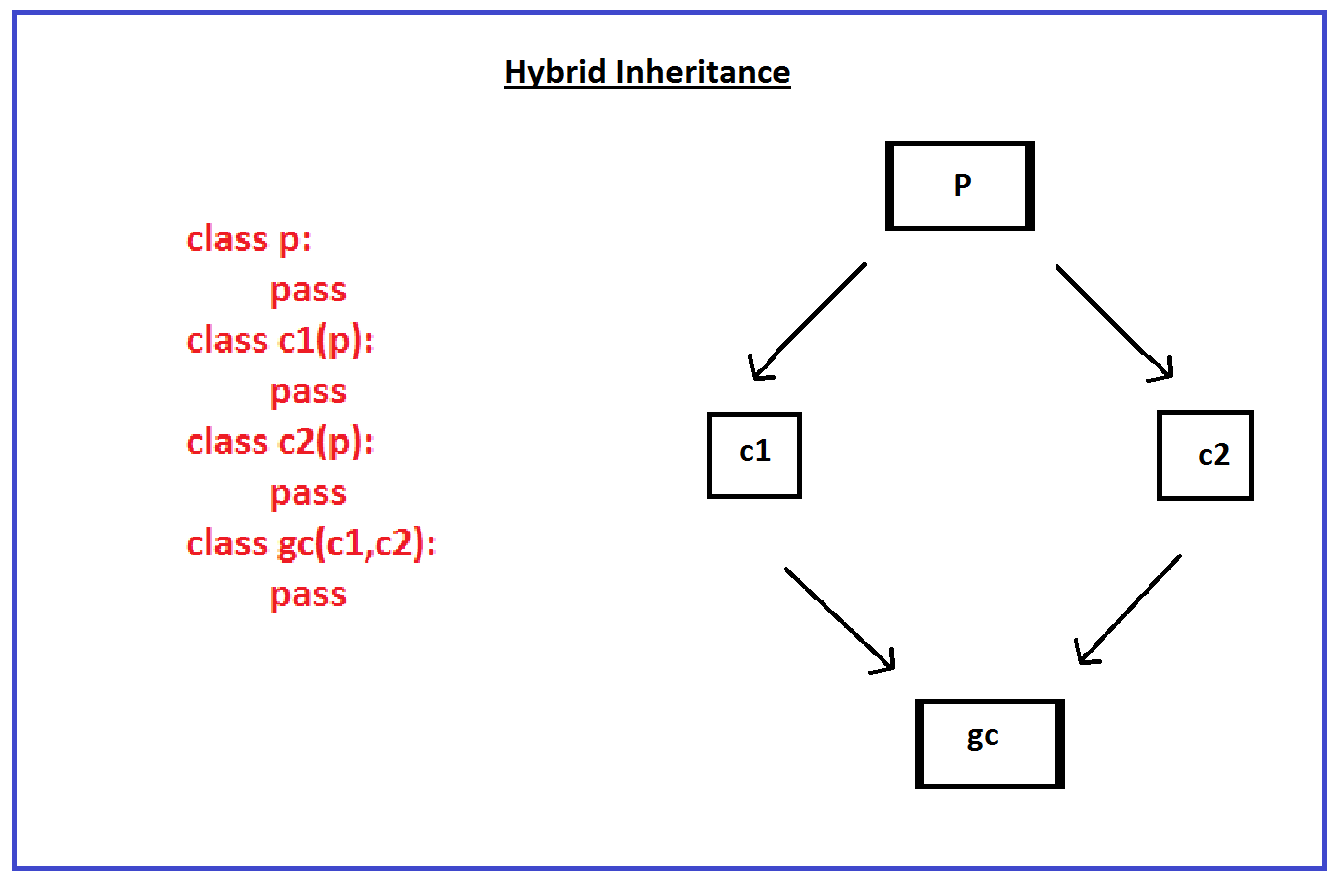 Hybrid Inheritance
class p:
pass
class c1(p):
pass
class c2(p):
pass
class gc(c1,c2):
pass
P
c1
c2
gc